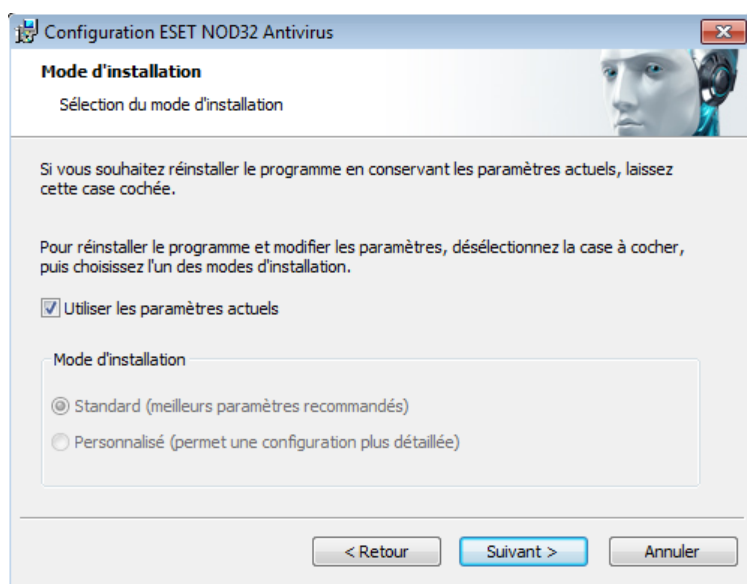 Configuration ESET NOD32 Antivirus
Mode d'installation
Sélection du mode d'installation
Si vous souhaitez réinstaller le programme en conservant les paramètres actuels, laissez
cette case cochée.
Pour réinstaller le programme et modifier les paramètres, désélectionnez la case à cocher,
puis choisissez l'un des modes d'installation.
Utiliser les paramètres actuels
Mode d'installation
Standard (meilleurs paramètres recommandés)
Personnalisé (permet une configuration plus détaillée)
< Retour
Suivant >
Annuler